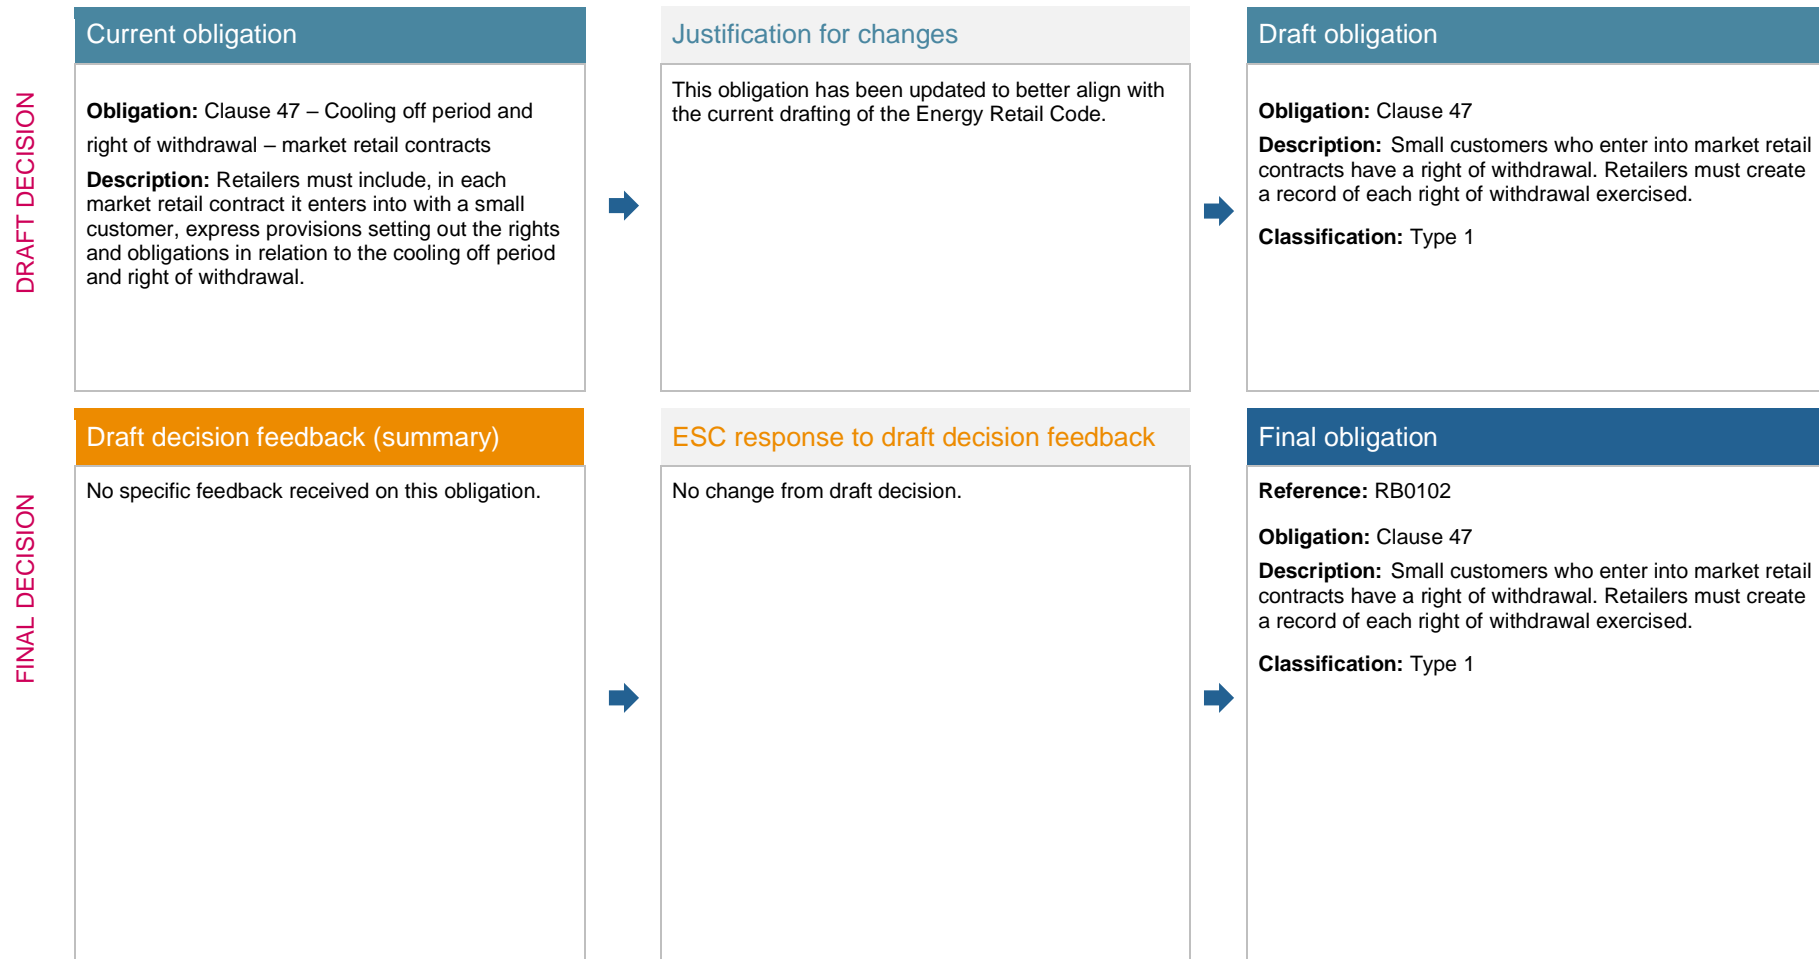 DRAFT DECISION
Current obligation
Obligation: Clause 47 – Cooling off period and
right of withdrawal – market retail contracts
Description: Retailers must include, in each
market retail contract it enters into with a small
customer, express provisions setting out the rights
and obligations in relation to the cooling off period
and right of withdrawal.
Justification for changes
This obligation has been updated to better align with
the current drafting of the Energy Retail Code.
Draft obligation
Obligation: Clause 47
Description: Small customers who enter into market retail
contracts have a right of withdrawal. Retailers must create
a record of each right of withdrawal exercised.
Classification: Type 1
FINAL DECISION
Draft decision feedback (summary)
No specific feedback received on this obligation.
ESC response to draft decision feedback
No change from draft decision.
Final obligation
Reference: RB0102
Obligation: Clause 47
Description: Small customers who enter into market retail
contracts have a right of withdrawal. Retailers must create
a record of each right of withdrawal exercised.
Classification: Type 1